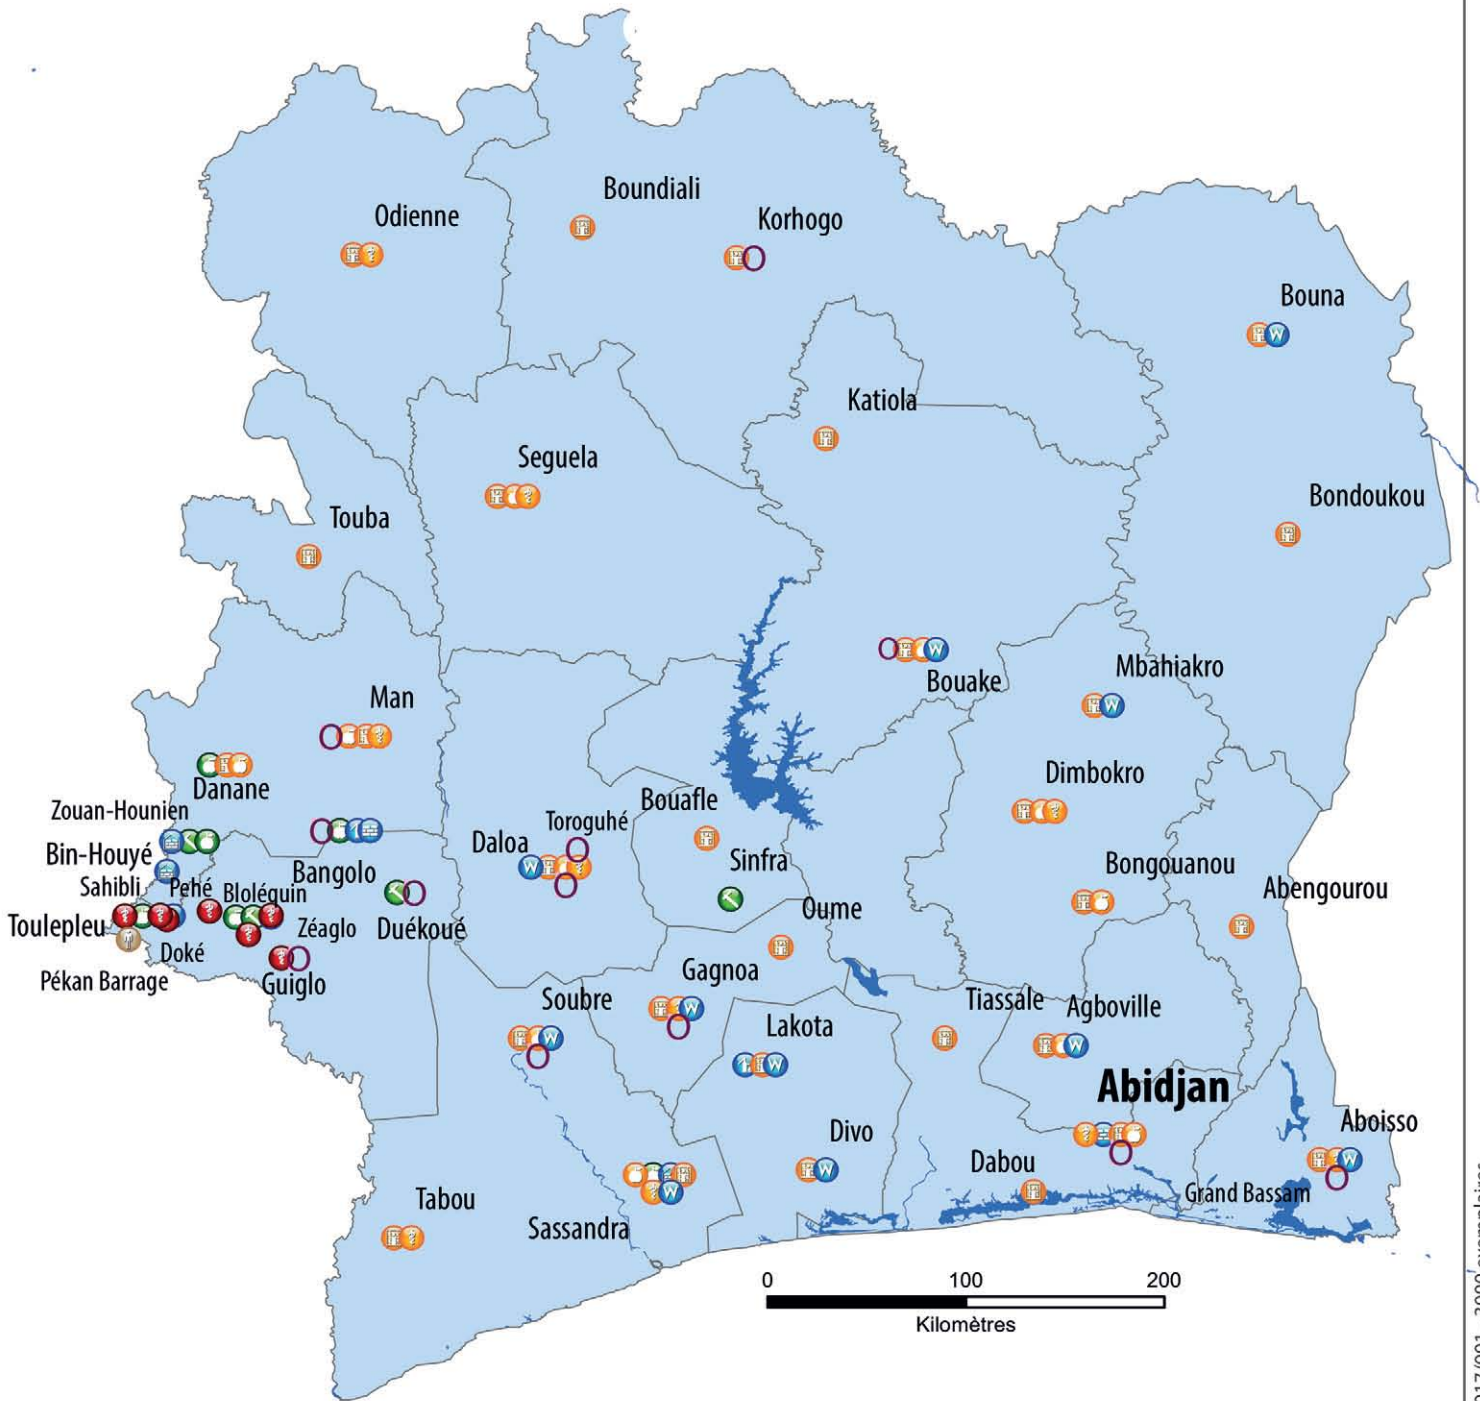 Boundiali
Odienne
Korhogo
Bouna
Katiola
Seguela
Bondoukou
Touba
Mbahiakro
Bouake
Man
Dimbokro
Danane
Bouafle
Zouan-Hounien
Toroguhé
Daloa
Bin-Houyé
Sinfra
Bongouanou
Bangolo
Sahibli
Pehé
Bloléquin
Abengourou
Oume
Toulepleu
Zéaglo
Duékoué
Doké
Gagnoa
Pékan Barrage
Guiglo
Soubre
Tiassale
Agboville
Lakota
Abidjan
Divo
Aboisso
Dabou
Tabou
Grand Bassam
Sassandra
0 100 200
Kilomètres